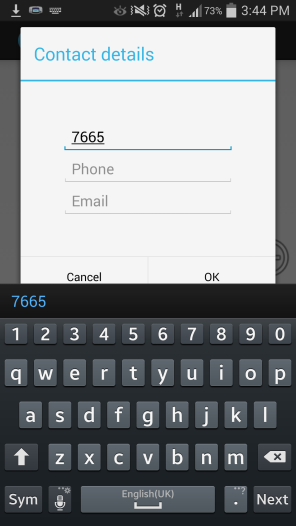 H 73% 3:44 PM
Contact details
7665
Phone
Email
Cancel OK
7665
1 2 3 4 5 6 7 8 9 0
q w e r t y u i o p
a s d f g h j k l
z x c v b n m
Sym English(UK) . ? Next